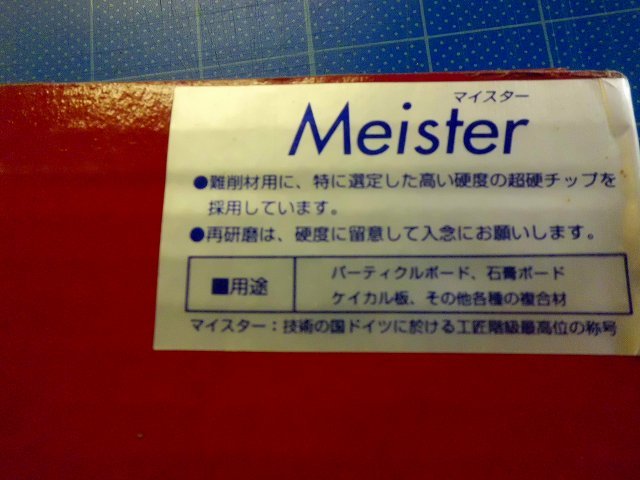 マイスター
Meister
●難削材用に、特に選定した高い硬度の超硬チップを
採用しています。
●再研磨は、硬度に留意して入念にお願いします。
■用途
パーティクルボード、石膏ボード
ケイカル板、その他各種の複合材
マイスター：技術の国ドイツに於ける工匠階級最高位の称号